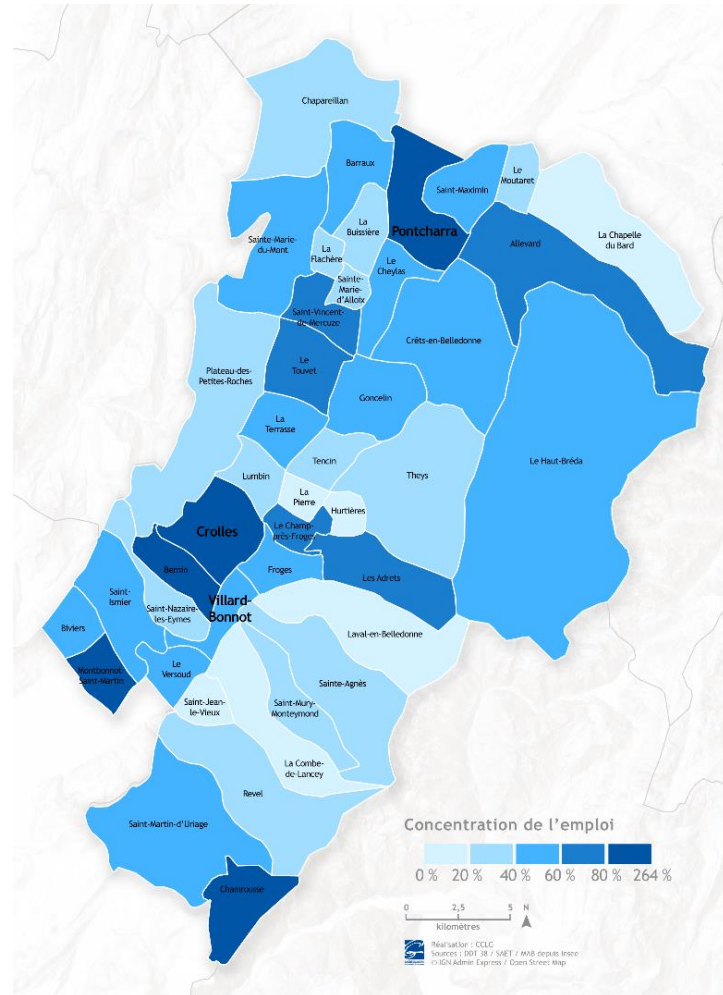 Chapareillan
Barraux
Le
Moutaret
Saint-Maximin
La
Buissière
Pontcharra
La Chapelle
du Bard
Sainte-Marie-
du-Mont
Allevard
La
Flachère
Le
Cheylas
Sainte-
Marie-
d'Alloix
Saint-Vincent-
de-Mercuze
Crêts-en-Belledonne
Le
Touvet
Plateau-des-
Petites-Roches
Goncelin
La
Terrasse
Tencin
Le Haut-Bréda
Lumbin
Theys
La
Pierre
Hurtières
Crolles
Le Champ-
près-Froges
Bernin
Froges
Les Adrets
Saint-
Ismier
Villard-
Bonnot
Saint-Nazaire-
les-Eymes
Biviers
Laval-en-Belledonne
Montbonnot-
Saint-Martin
Le
Versoud
Sainte-Agnès
Saint-Jean-
le-Vieux
Saint-Mury-
Monteymond
La Combe-
de-Lancey
Revel
Saint-Martin-d'Uriage
Chamrousse
Concentration de l'emploi
0 % 20 % 40 % 60 % 80 % 264 %
0 2,5 5 N
kilomètres
Réalisation : CCLG
Sources : DDT 38 / SAET / MAB depuis Insee
© IGN Admin Express / Open Street Map